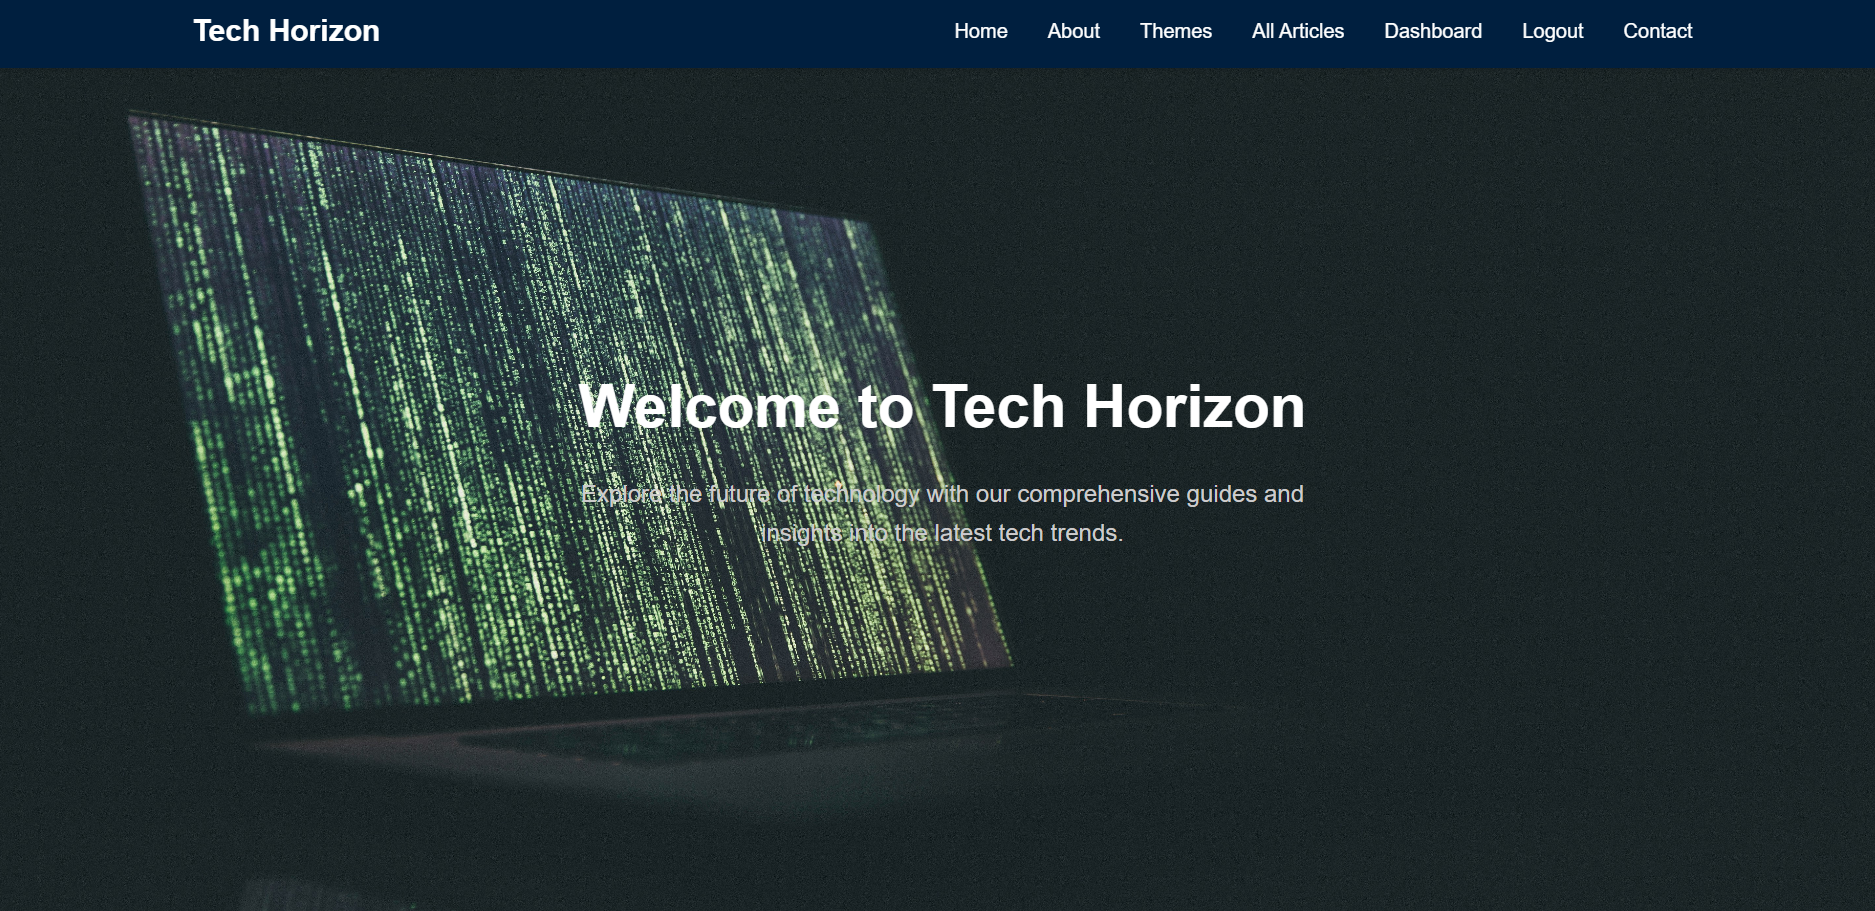 Tech Horizon
Home About Themes All Articles Dashboard Logout Contact
Welcome to Tech Horizon
Explore the future of technology with our comprehensive guides and
insights into the latest tech trends.